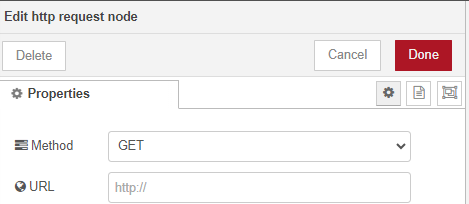 Edit http request node
Delete
Cancel
Done
Properties
Method
GET
URL
http://